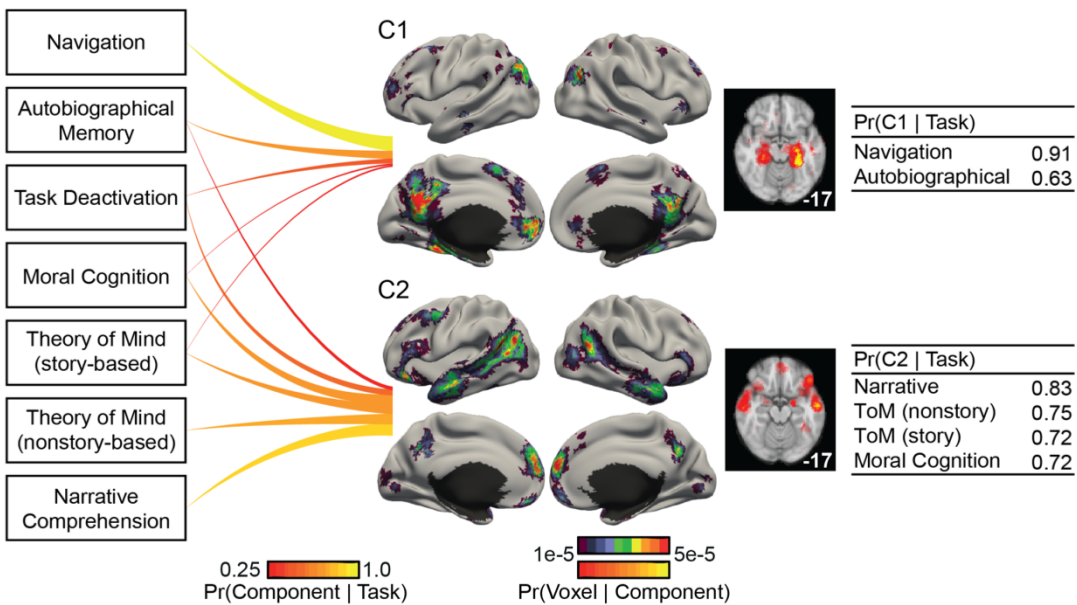 Navigation
Autobiographical
Memory
Task Deactivation
Moral Cognition
Theory of Mind
(story-based)
Theory of Mind
(nonstory-based)
Narrative
Comprehension
0.25
1.0
Pr(Component | Task)
C1
C2
1e-5
5e-5
Pr(Voxel | Component)
-17
Pr(C1 | Task)
Navigation 0.91
Autobiographical 0.63
-17
Pr(C2 | Task)
Narrative 0.83
ToM (nonstory) 0.75
ToM (story) 0.72
Moral Cognition 0.72